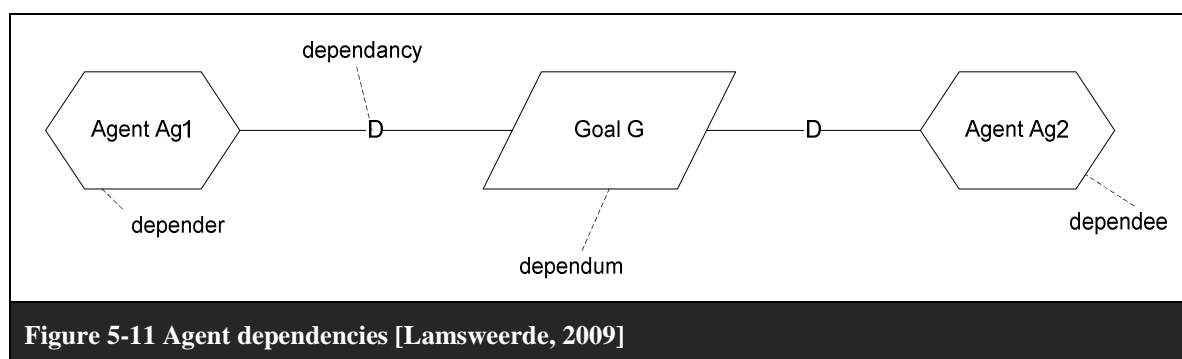 dependancy
Agent Ag1
D
Goal G
D
Agent Ag2
depender
dependee
dependum
Figure 5-11 Agent dependencies [Lamsweerde, 2009]